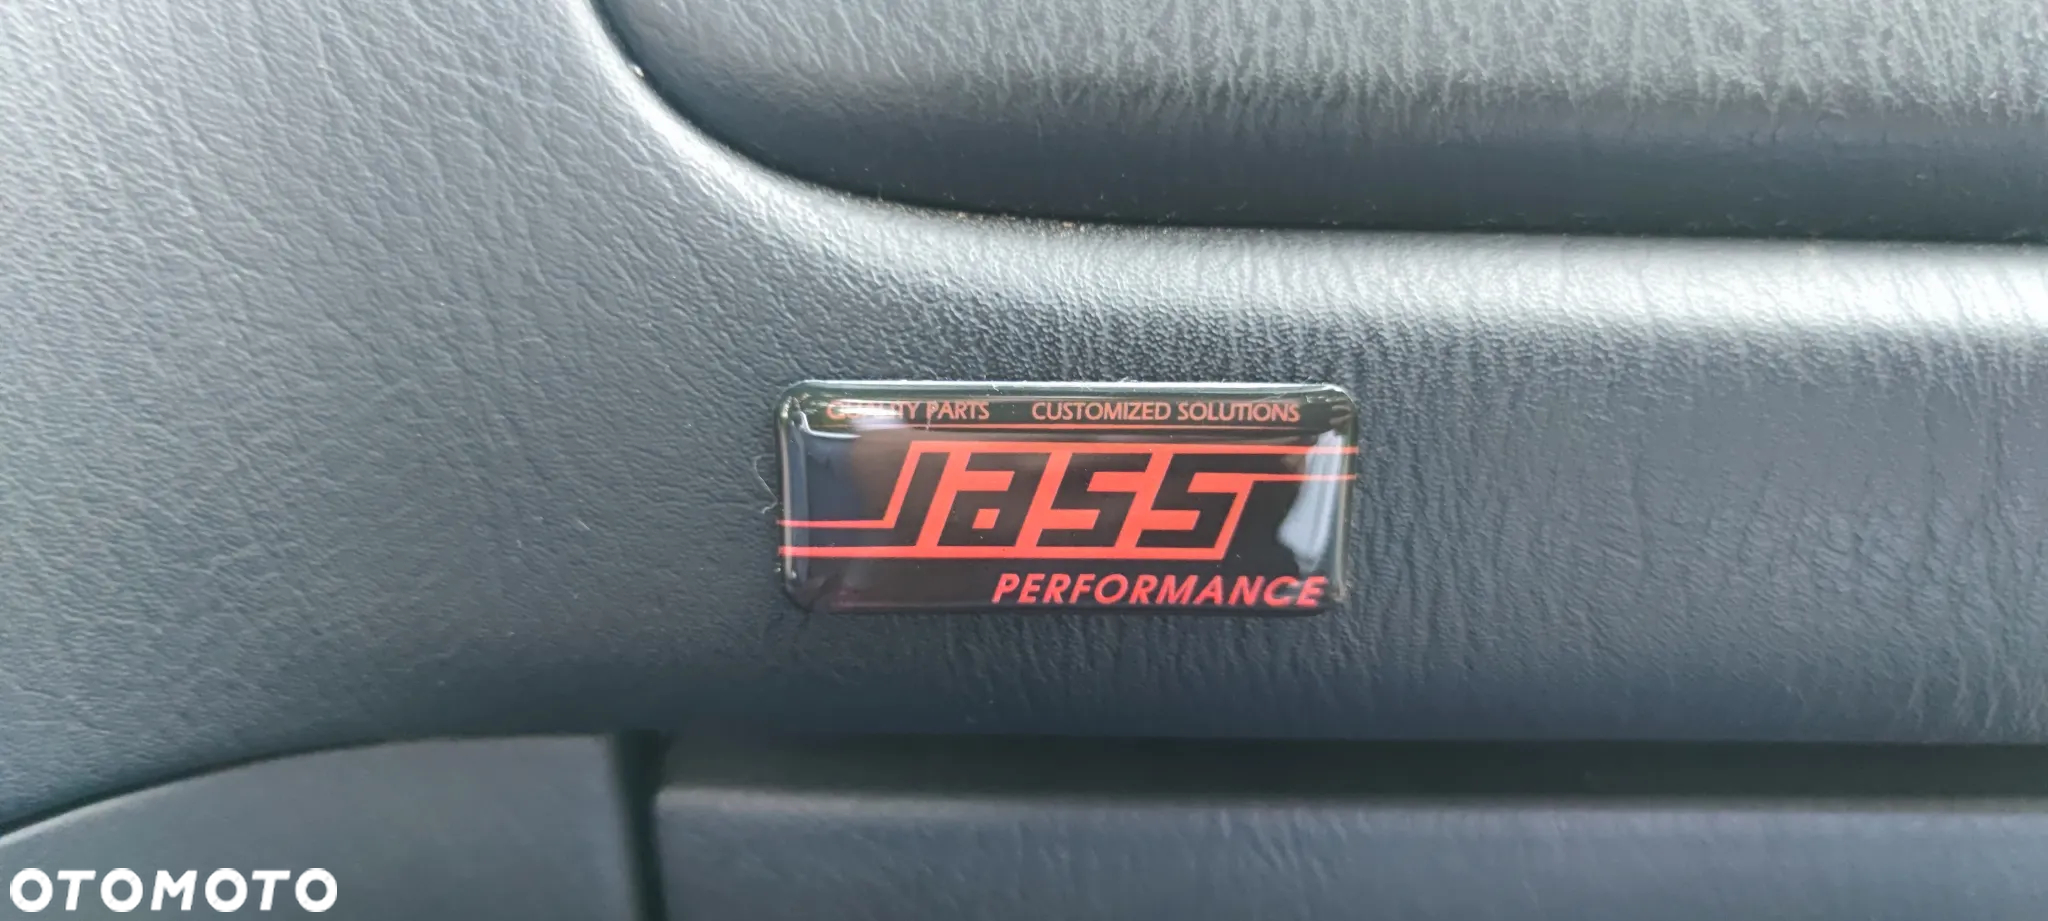 QUALITY PARTS CUSTOMIZED SOLUTIONS
JASS
PERFORMANCE
OTOMOTO